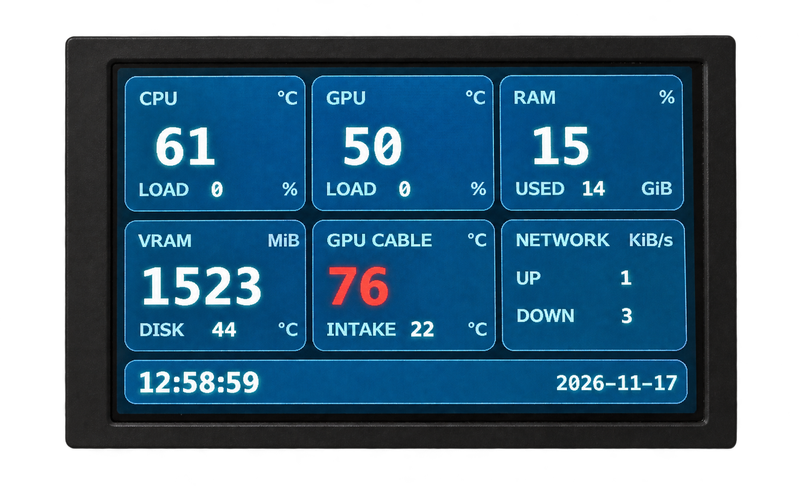 CPU °C
61
LOAD 0 %
GPU °C
50
LOAD 0 %
RAM %
15
USED 14 GiB
VRAM MiB
1523
DISK 44 °C
GPU CABLE °C
76
INTAKE 22 °C
NETWORK KiB/s
UP 1
DOWN 3
12:58:59 2026-11-17